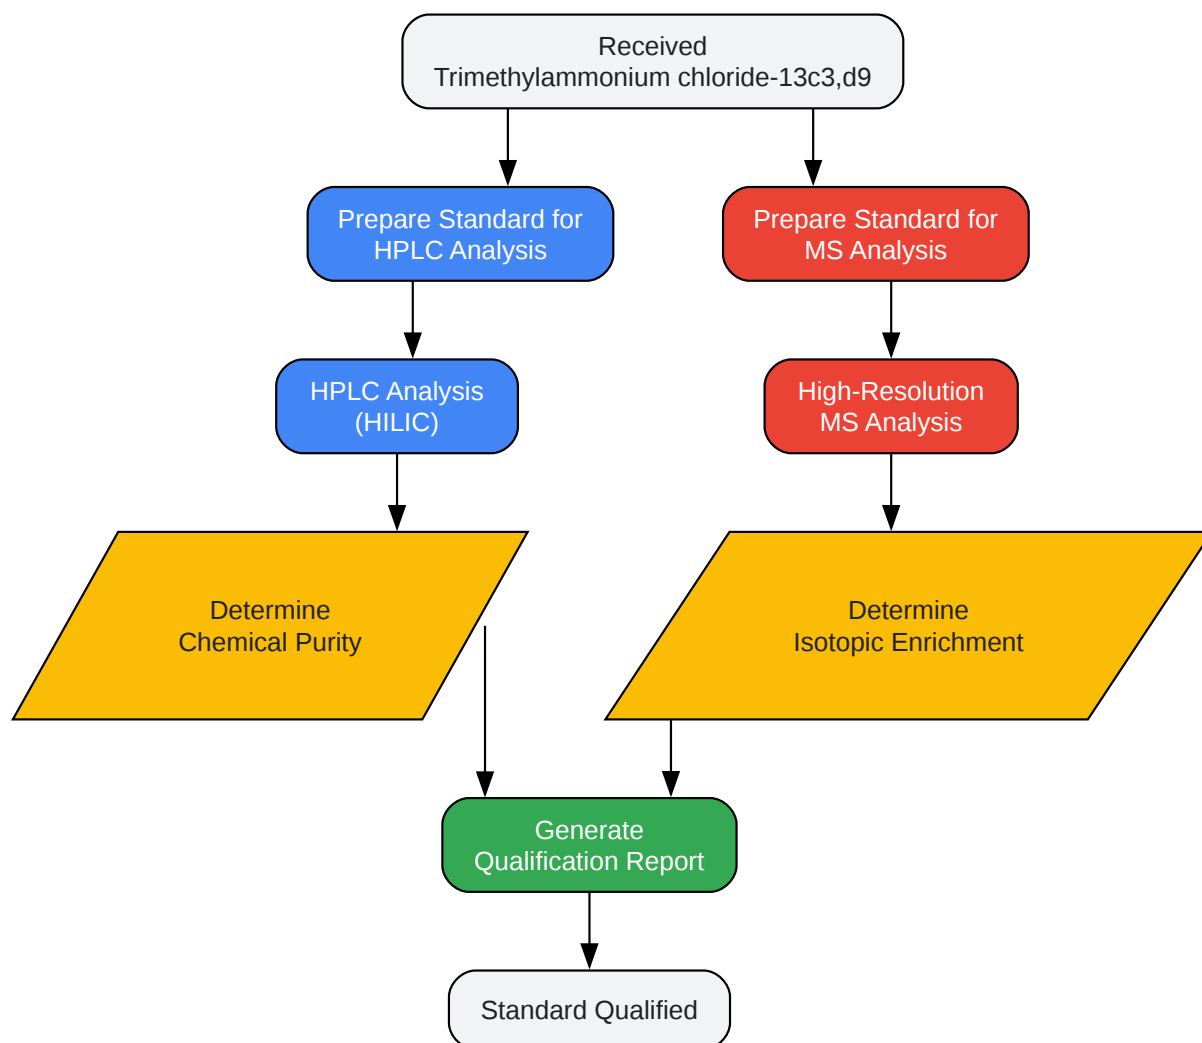 Received
Trimethylammonium chloride-13c3,d9
Prepare Standard for
HPLC Analysis
Prepare Standard for
MS Analysis
HPLC Analysis
(HILIC)
High-Resolution
MS Analysis
Determine
Chemical Purity
Determine
Isotopic Enrichment
Generate
Qualification Report
Standard Qualified